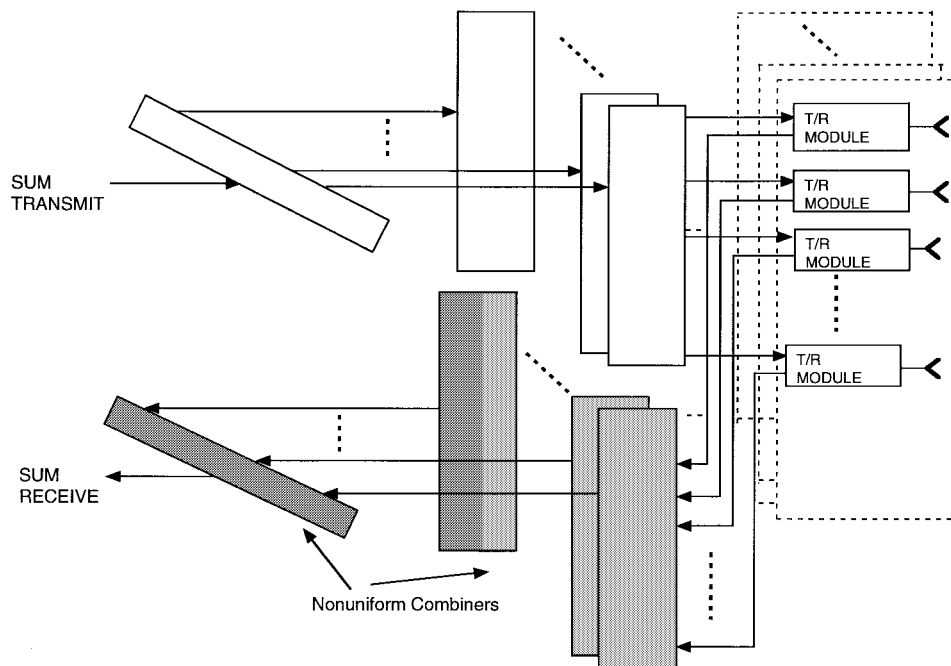 T/R
MODULE
T/R
MODULE
SUM
TRANSMIT
T/R
MODULE
T/R
MODULE
SUM
RECEIVE
Nonuniform Combiners